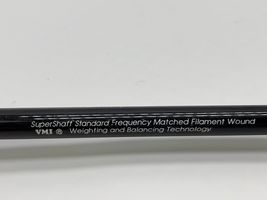 SuperShaft Standard Frequency Matched Filament Wound
VMI ® Weighting and Balancing Technology